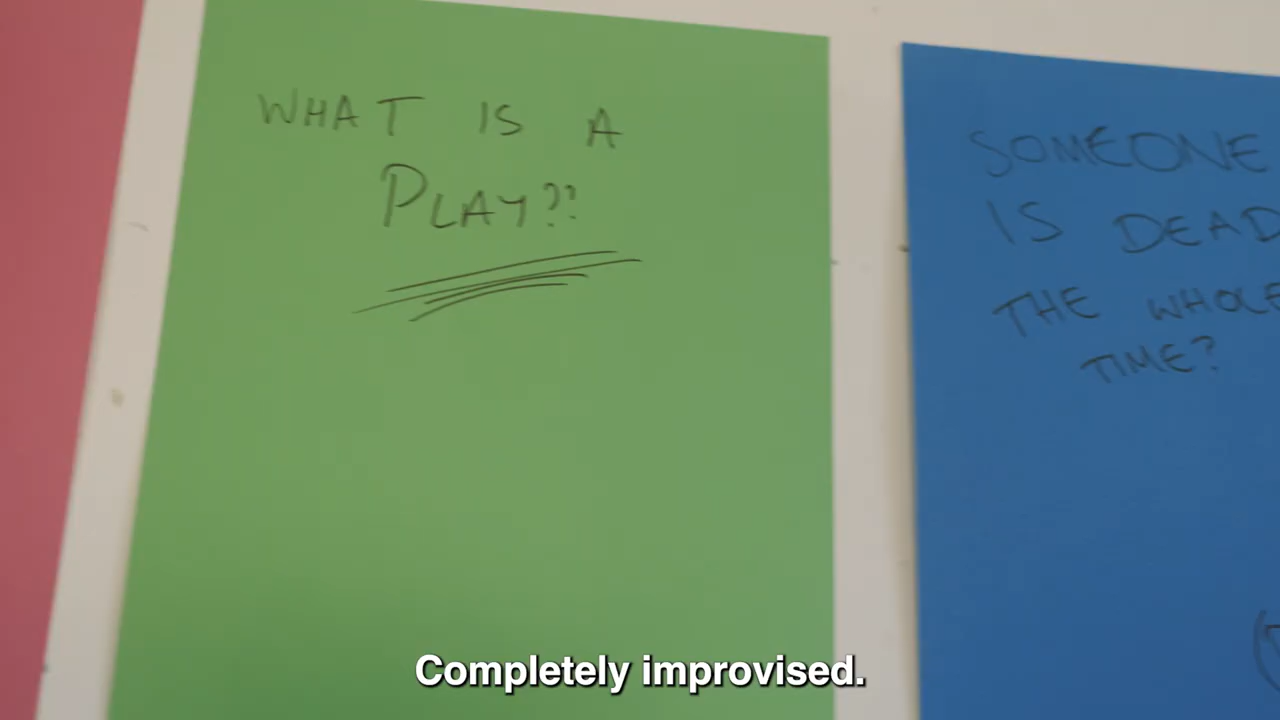 WHAT IS A
PLAY??
SOMEONE
IS DEAD
THE WHOLE
TIME?
Completely improvised.